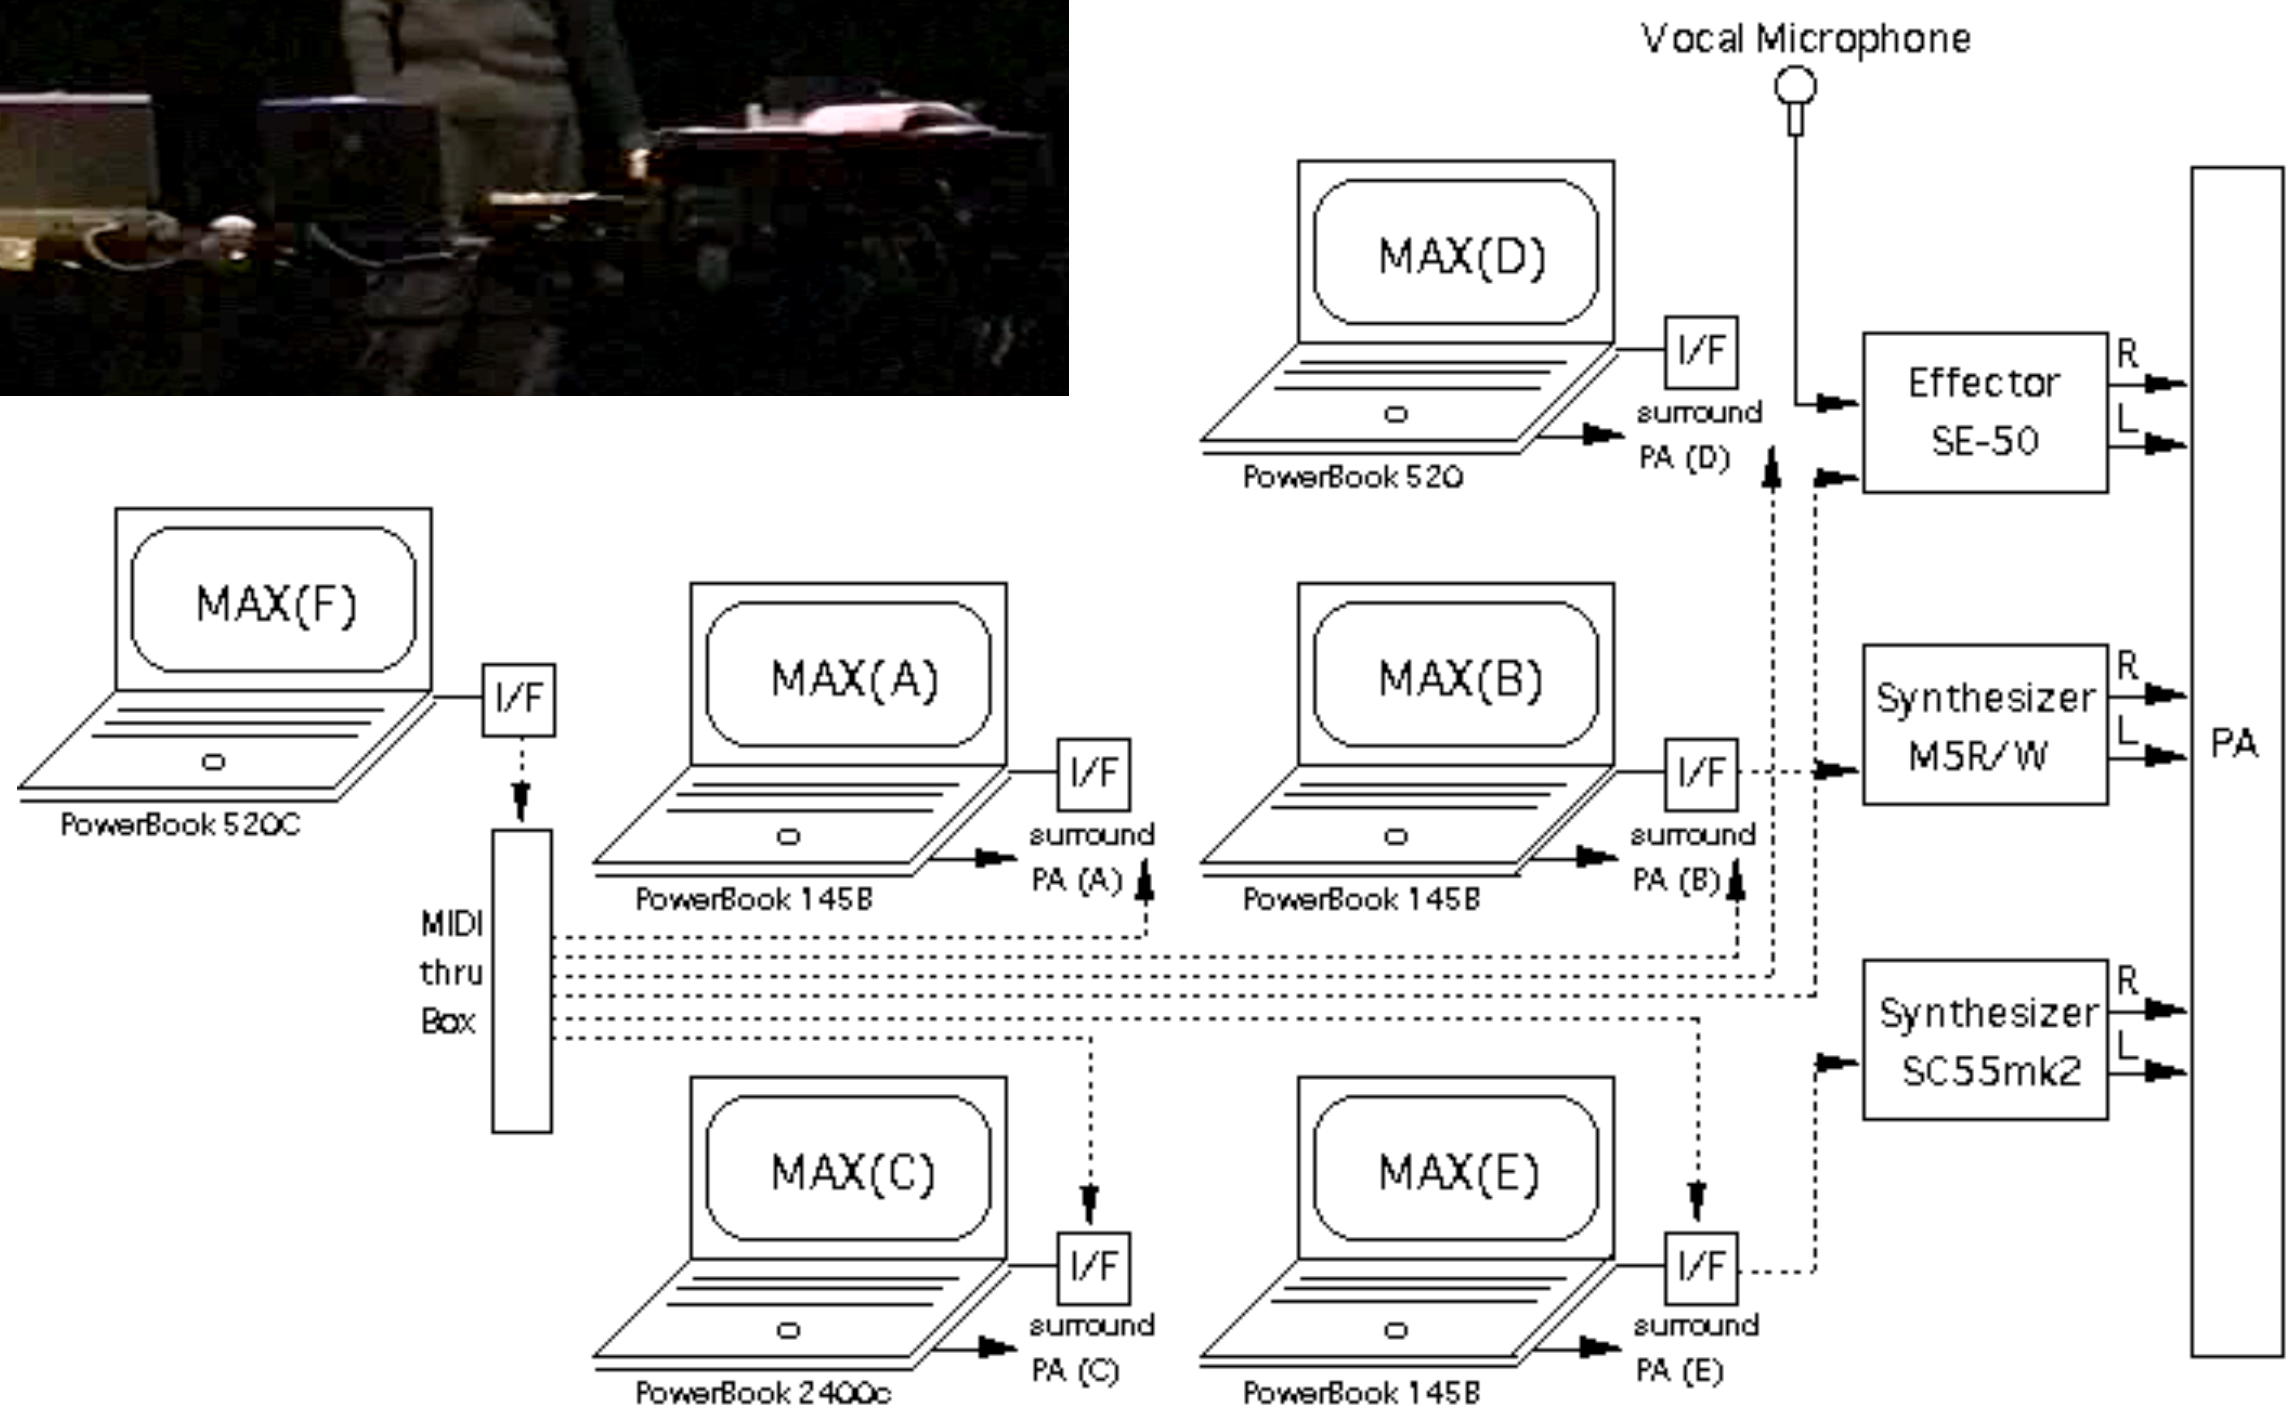 Vocal Microphone
MAX(D)
I/F
surround
PA (D)
PowerBook 520
Effector
SE-50
R
L
MAX(F)
I/F
PowerBook 520C
MAX(A)
I/F
surround
PA (A)
PowerBook 145B
MAX(B)
I/F
surround
PA (B)
PowerBook 145B
Synthesizer
M5R/W
R
L
PA
MIDI
thru
Box
Synthesizer
SC55mk2
R
L
MAX(C)
I/F
surround
PA (C)
PowerBook 2400c
MAX(E)
I/F
surround
PA (E)
PowerBook 145B